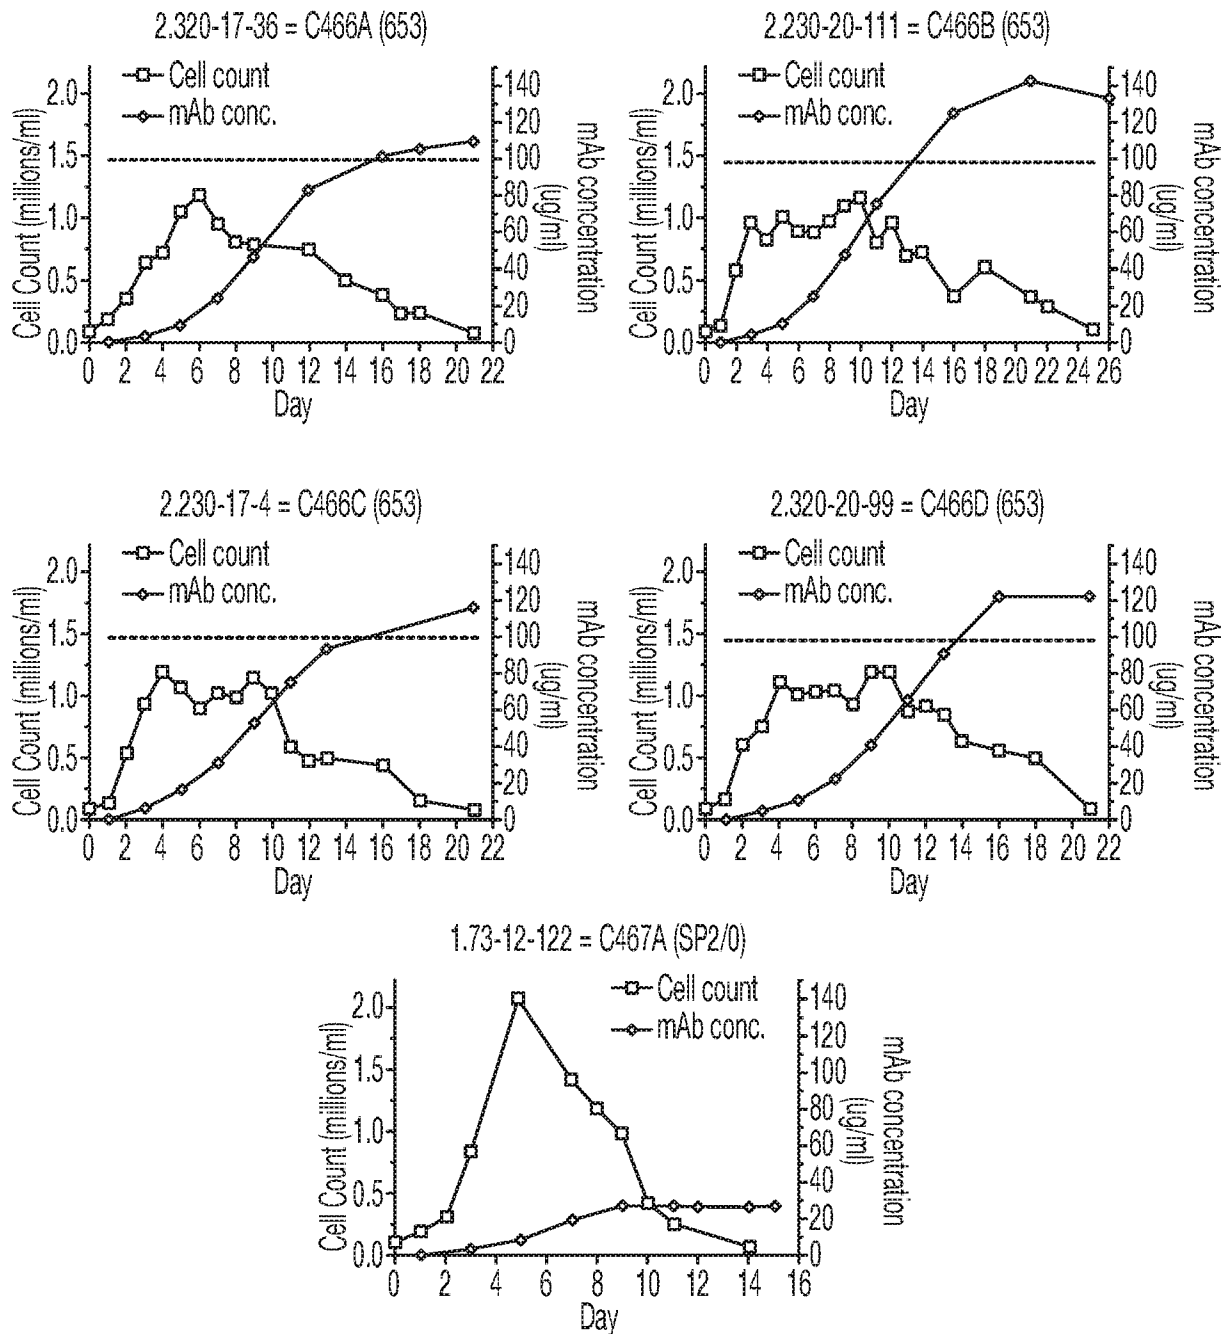 2.320-17-36 = C466A (653)
Cell count
mAb conc.
Cell Count (millions/ml)
2.0
1.5
1.0
0.5
0.0
140
120
100
80
60
40
20
0
mAb concentration
(ug/ml)
0 2 4 6 8 10 12 14 16 18 20 22
Day
2.230-20-111 = C466B (653)
Cell count
mAb conc.
Cell Count (millions/ml)
2.0
1.5
1.0
0.5
0.0
140
120
100
80
60
40
20
0
mAb concentration
(ug/ml)
0 2 4 6 8 10 12 14 16 18 20 22 24 26
Day
2.230-17-4 = C466C (653)
Cell count
mAb conc.
Cell Count (millions/ml)
2.0
1.5
1.0
0.5
0.0
140
120
100
80
60
40
20
0
mAb concentration
(ug/ml)
0 2 4 6 8 10 12 14 16 18 20 22
Day
2.320-20-99 = C466D (653)
Cell count
mAb conc.
Cell Count (millions/ml)
2.0
1.5
1.0
0.5
0.0
140
120
100
80
60
40
20
0
mAb concentration
(ug/ml)
0 2 4 6 8 10 12 14 16 18 20 22
Day
1.73-12-122 = C467A (SP2/0)
Cell count
mAb conc.
Cell Count (millions/ml)
2.0
1.5
1.0
0.5
0.0
140
120
100
80
60
40
20
0
mAb concentration
(ug/ml)
0 2 4 6 8 10 12 14 16
Day